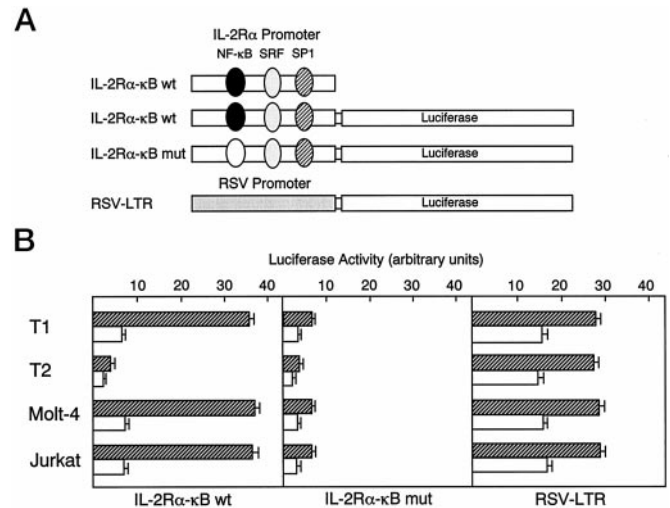 A
IL-2Rα Promoter
NF-κB SRF SP1
IL-2Rα-κB wt
IL-2Rα-κB wt Luciferase
IL-2Rα-κB mut Luciferase
RSV Promoter
RSV-LTR Luciferase
B
Luciferase Activity (arbitrary units)
10 20 30 40 10 20 30 40 10 20 30 40
T1
T2
Molt-4
Jurkat
IL-2Rα-κB wt IL-2Rα-κB mut RSV-LTR